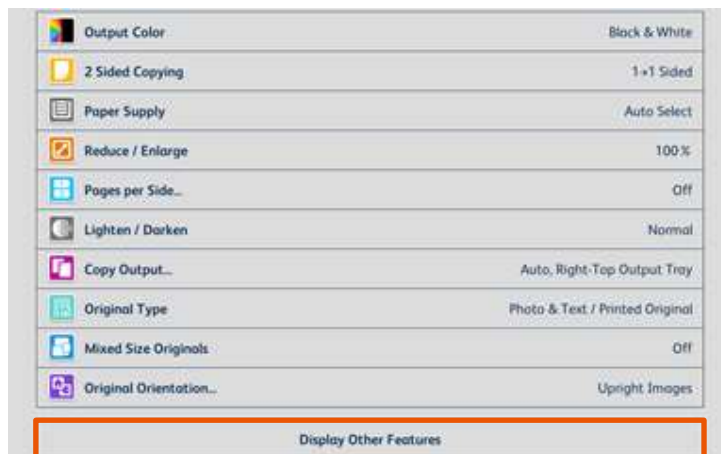 Output Color Black & White
2 Sided Copying 1→1 Sided
Paper Supply Auto Select
Reduce / Enlarge 100%
Pages per Side... Off
Lighten / Darken Normal
Copy Output... Auto, Right-Top Output Tray
Original Type Photo & Text / Printed Original
Mixed Size Originals Off
Original Orientation... Upright Images
Display Other Features